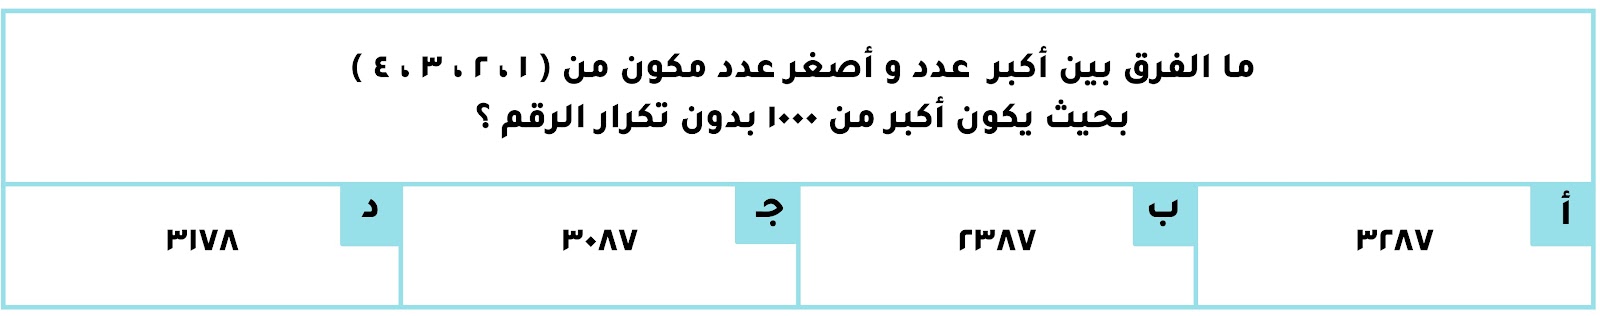 ما الفرق بين أكبر عدد و أصغر عدد مكون من ( ١ ، ٢ ، ٣ ، ٤ )
بحيث يكون أكبر من ١٠٠٠ بدون تكرار الرقم ؟
أ
٣٢٨٧
ب
٢٣٨٧
جـ
٣٠٨٧
د
٣١٧٨